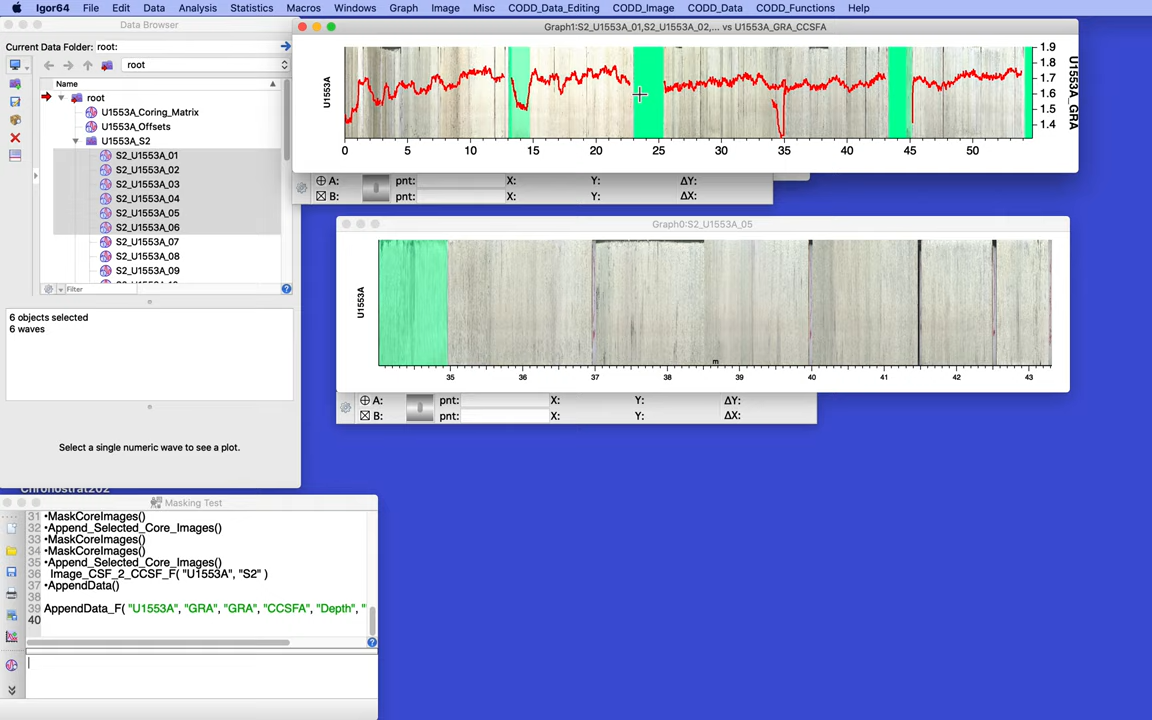 Igor64 File Edit Data Analysis Statistics Macros Windows Graph Image Misc CODD_Data_Editing CODD_Image CODD_Data CODD_Functions Help
Data Browser
Current Data Folder: root:
root
Name
root
U1553A_Coring_Matrix
U1553A_Offsets
U1553A_S2
S2_U1553A_01
S2_U1553A_02
S2_U1553A_03
S2_U1553A_04
S2_U1553A_05
S2_U1553A_06
S2_U1553A_07
S2_U1553A_08
S2_U1553A_09
Filter
6 objects selected
6 waves
Select a single numeric wave to see a plot.
Graph1:S2_U1553A_01,S2_U1553A_02,... vs U1553A_GRA_CCSFA
U1553A
1.9
1.8
1.7
1.6
1.5
1.4
U1553A_GRA
0 5 10 15 20 25 30 35 40 45 50
A: pnt: X: Y: ΔY:
B: pnt: X: Y: ΔX:
Graph0:S2_U1553A_05
U1553A
m
35 36 37 38 39 40 41 42 43
A: pnt: X: Y: ΔY:
B: pnt: X: Y: ΔX:
Masking Test
31 •MaskCoreImages()
32 •Append_Selected_Core_Images()
33 •MaskCoreImages()
34 •MaskCoreImages()
35 •Append_Selected_Core_Images()
36 Image_CSF_2_CCSF_F( "U1553A", "S2" )
37 •AppendData()
38
39 AppendData_F( "U1553A", "GRA", "GRA", "CCSFA", "Depth", "
40